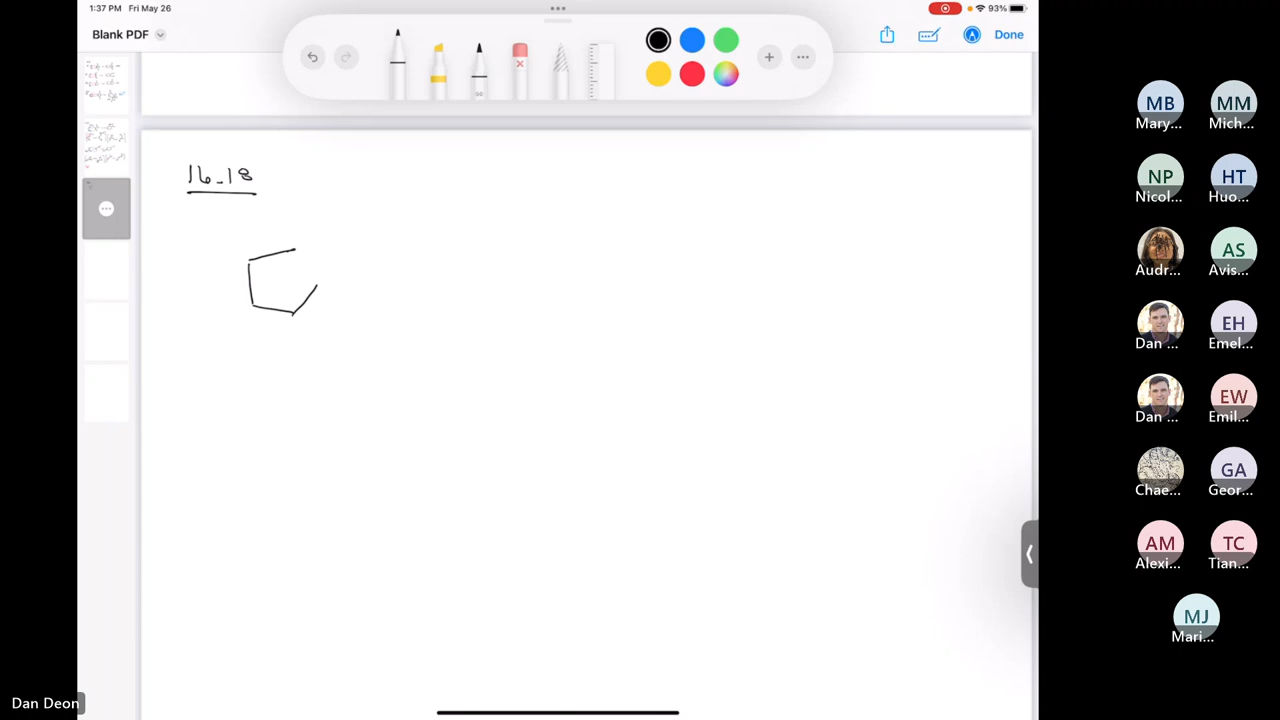 1:37 PM Fri May 26
93%
Blank PDF
Done
16-18
MB
Mary...
MM
Mich...
NP
Nicol...
HT
Huo...
Audr...
AS
Avis...
Dan ...
EH
Emel...
Dan ...
EW
Emil...
Chae...
GA
Geor...
AM
Alexi...
TC
Tian...
MJ
Mari...
Dan Deon